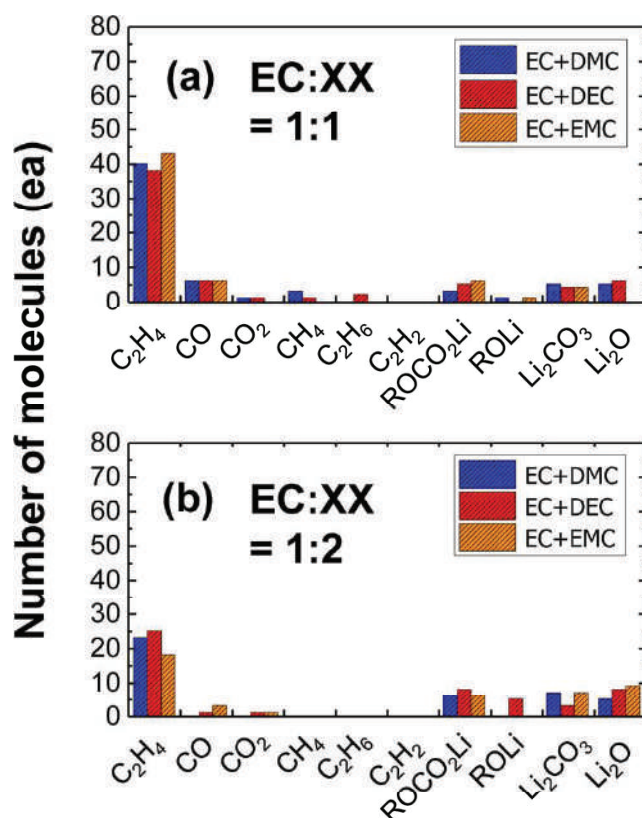 Number of molecules (ea)
80
70
60
50
40
30
20
10
0
(a) EC:XX
= 1:1
EC+DMC
EC+DEC
EC+EMC
C₂H₄
CO
CO₂
CH₄
C₂H₆
C₂H₂
ROCO₂Li
ROLi
Li₂CO₃
Li₂O
80
70
60
50
40
30
20
10
0
(b) EC:XX
= 1:2
EC+DMC
EC+DEC
EC+EMC
C₂H₄
CO
CO₂
CH₄
C₂H₆
C₂H₂
ROCO₂Li
ROLi
Li₂CO₃
Li₂O